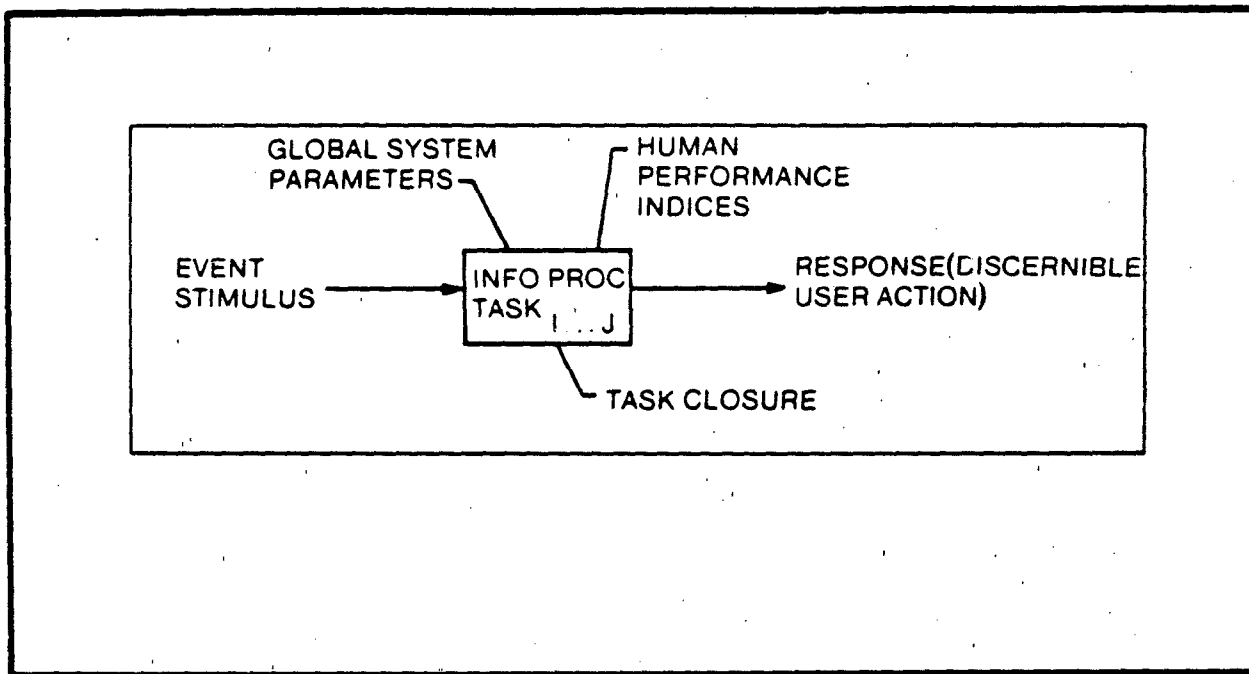 GLOBAL SYSTEM
PARAMETERS
HUMAN
PERFORMANCE
INDICES
EVENT
STIMULUS
INFO PROC
TASK I...J
RESPONSE(DISCERNIBLE
USER ACTION)
TASK CLOSURE